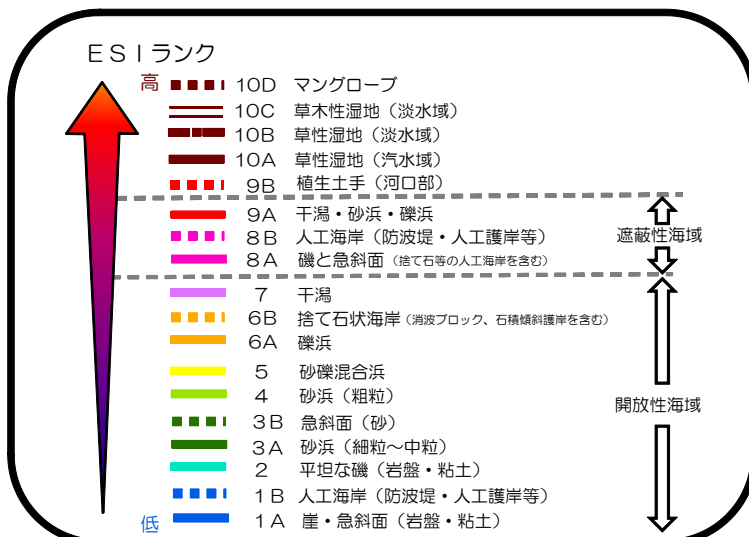 ESIランク
高
10D マングローブ
10C 草木性湿地（淡水域）
10B 草性湿地（淡水域）
10A 草性湿地（汽水域）
9B 植生土手（河口部）
9A 干潟・砂浜・礫浜
8B 人工海岸（防波堤・人工護岸等）
8A 磯と急斜面（捨て石等の人工海岸を含む）
遮蔽性海域
7 干潟
6B 捨て石状海岸（消波ブロック、石積傾斜護岸を含む）
6A 礫浜
5 砂礫混合浜
4 砂浜（粗粒）
3B 急斜面（砂）
3A 砂浜（細粒～中粒）
2 平坦な磯（岩盤・粘土）
1B 人工海岸（防波堤・人工護岸等）
1A 崖・急斜面（岩盤・粘土）
開放性海域
低